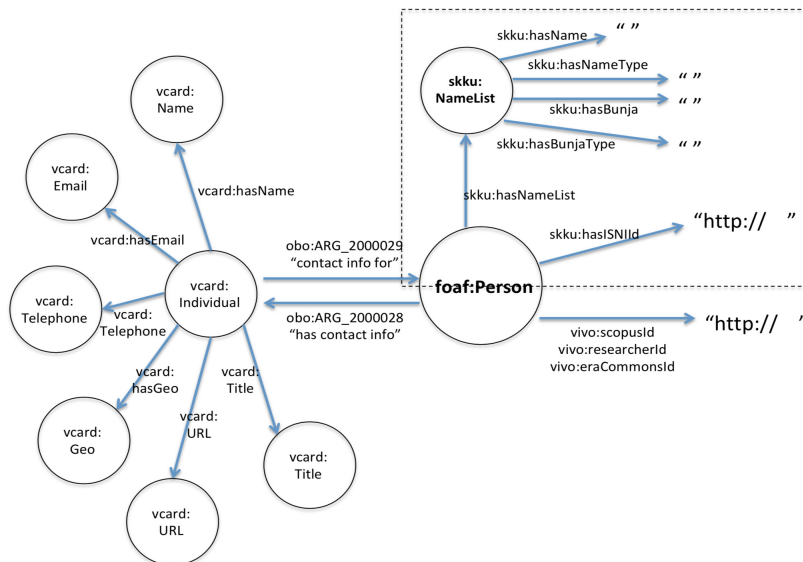 skku:hasName
“ ”
skku:
NameList
skku:hasNameType
“ ”
skku:hasBunja
“ ”
skku:hasBunjaType
“ ”
vcard:
Name
vcard:
Email
vcard:hasName
skku:hasNameList
vcard:hasEmail
skku:hasISNIId
“http:// ”
obo:ARG_2000029
“contact info for”
vcard:
Individual
foaf:Person
vcard:
Telephone
vcard:
Telephone
obo:ARG_2000028
“has contact info”
“http:// ’
vivo:scopusId
vivo:researcherId
vivo:eraCommonsId
vcard:
hasGeo
vcard:
Title
vcard:
URL
vcard:
Geo
vcard:
Title
vcard:
URL